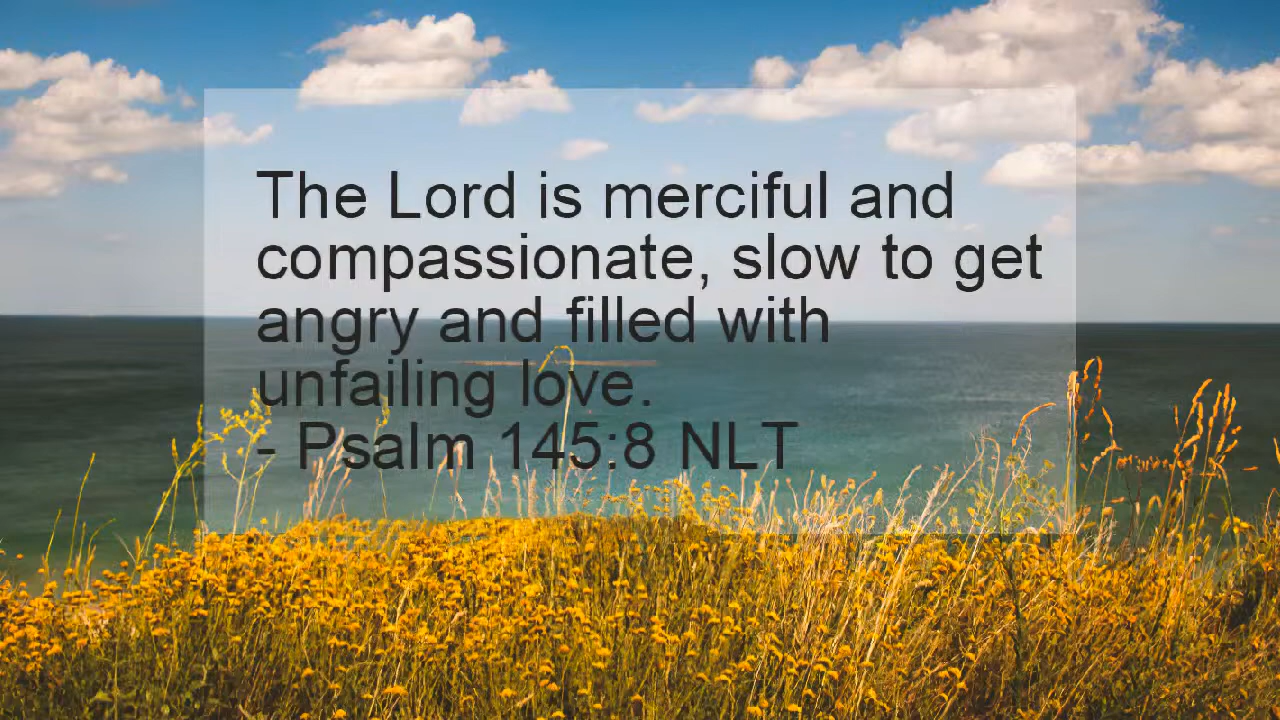 The Lord is merciful and
compassionate, slow to get
angry and filled with
unfailing love.
- Psalm 145:8 NLT